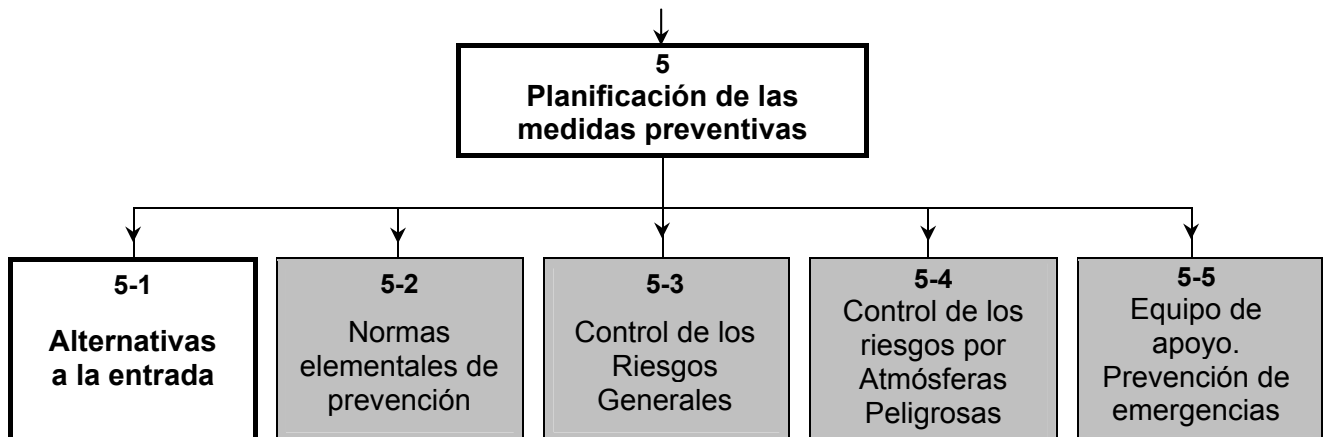 5
Planificación de las
medidas preventivas
5-1
Alternativas
a la entrada
5-2
Normas
elementales de
prevención
5-3
Control de los
Riesgos
Generales
5-4
Control de los
riesgos por
Atmósferas
Peligrosas
5-5
Equipo de
apoyo.
Prevención de
emergencias